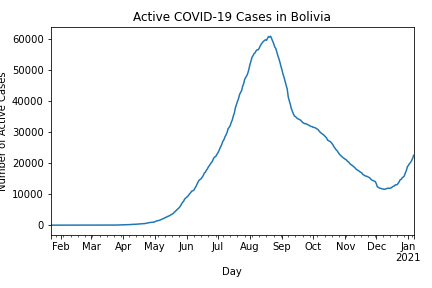 Active COVID-19 Cases in Bolivia
Number of Active Cases
60000
50000
40000
30000
20000
10000
0
Feb Mar Apr May Jun Jul Aug Sep Oct Nov Dec Jan
2021
Day